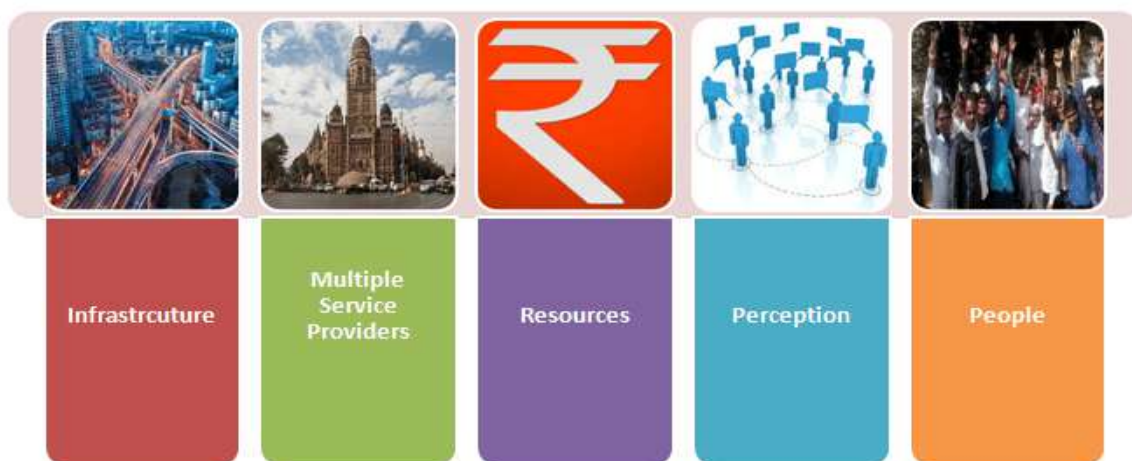 Infrastrcuture
Multiple
Service
Providers
Resources
Perception
People